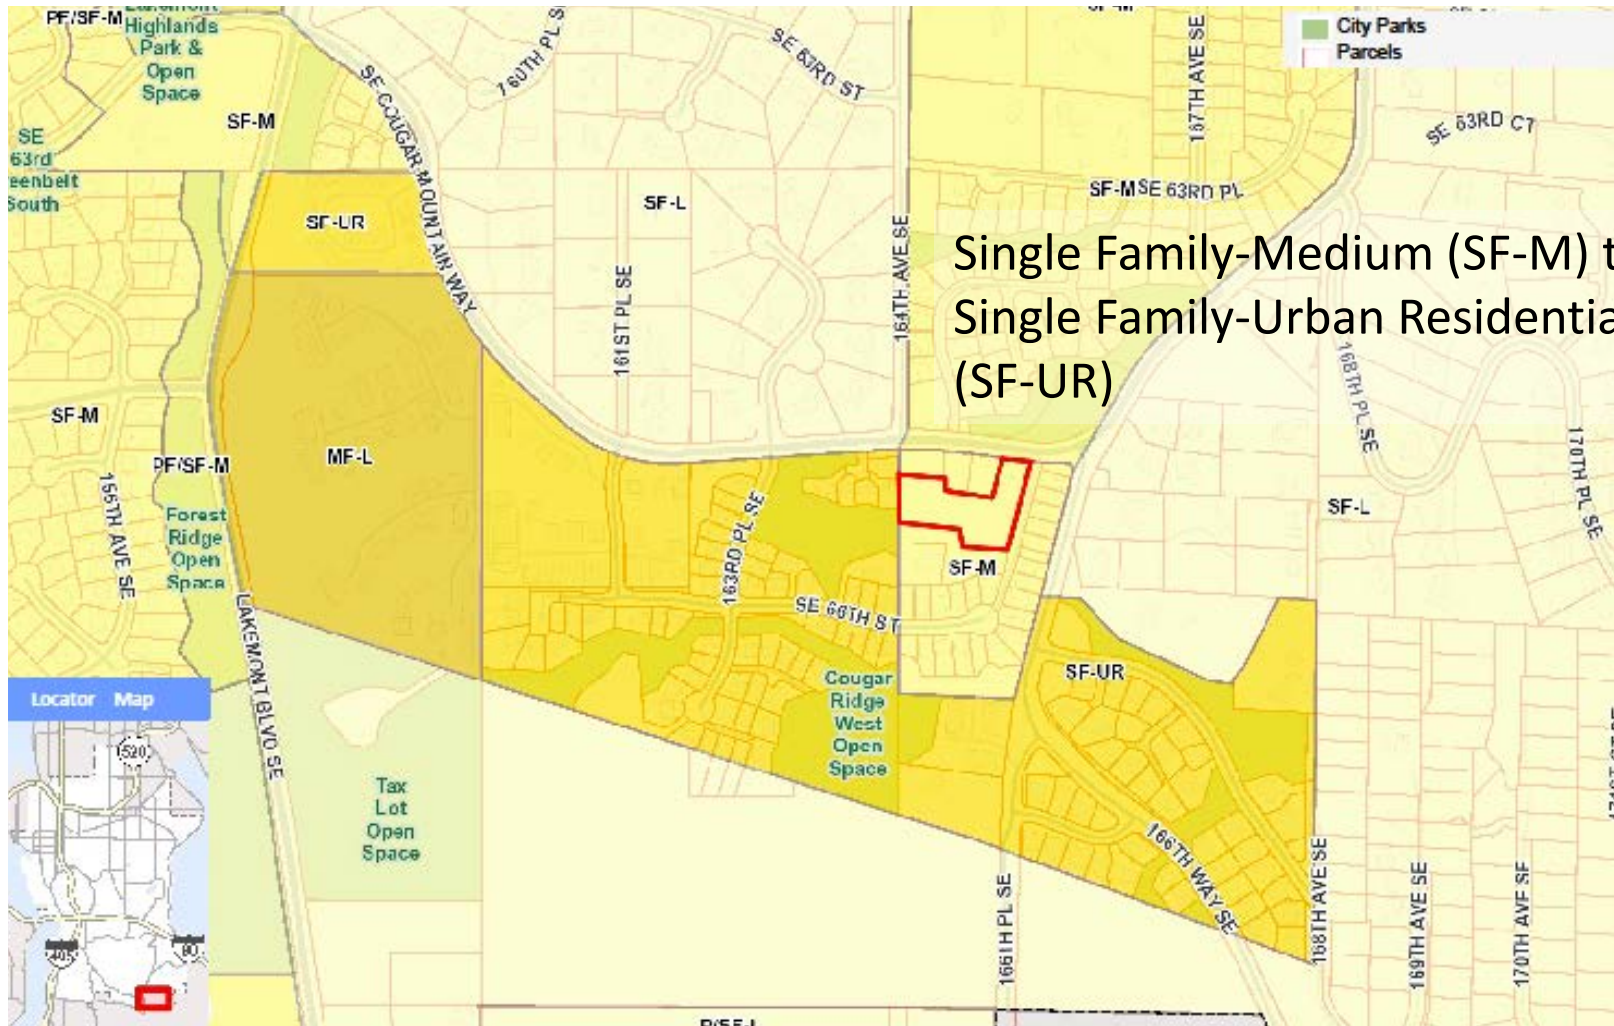 PF/SF-M
Highlands
Park &
Open
Space
SF-M
SE
63rd
eenbelt
South
SE COUGAR MOUNTAIN WAY
160TH PL S
SE 63RD ST
167TH AVE SE
City Parks
Parcels
SE 63RD CT
SF-UR
SF-L
SF-M
SE 63RD PL
164TH AVE SE
161ST PL SE
Single Family-Medium (SF-M) t
Single Family-Urban Residentia
(SF-UR)
168TH PL SE
170TH PL SE
SF-M
PF/SF-M
MF-L
156TH AVE SE
Forest
Ridge
Open
Space
163RD PL SE
SF-M
SF-L
SE 66TH ST
LAKEMONT BLVD SE
Cougar
Ridge
West
Open
Space
SF-UR
Locator Map
520
405
90
Tax
Lot
Open
Space
166TH WAY SE
166TH PL SE
168TH AVE SE
169TH AVE SE
170TH AVE SE